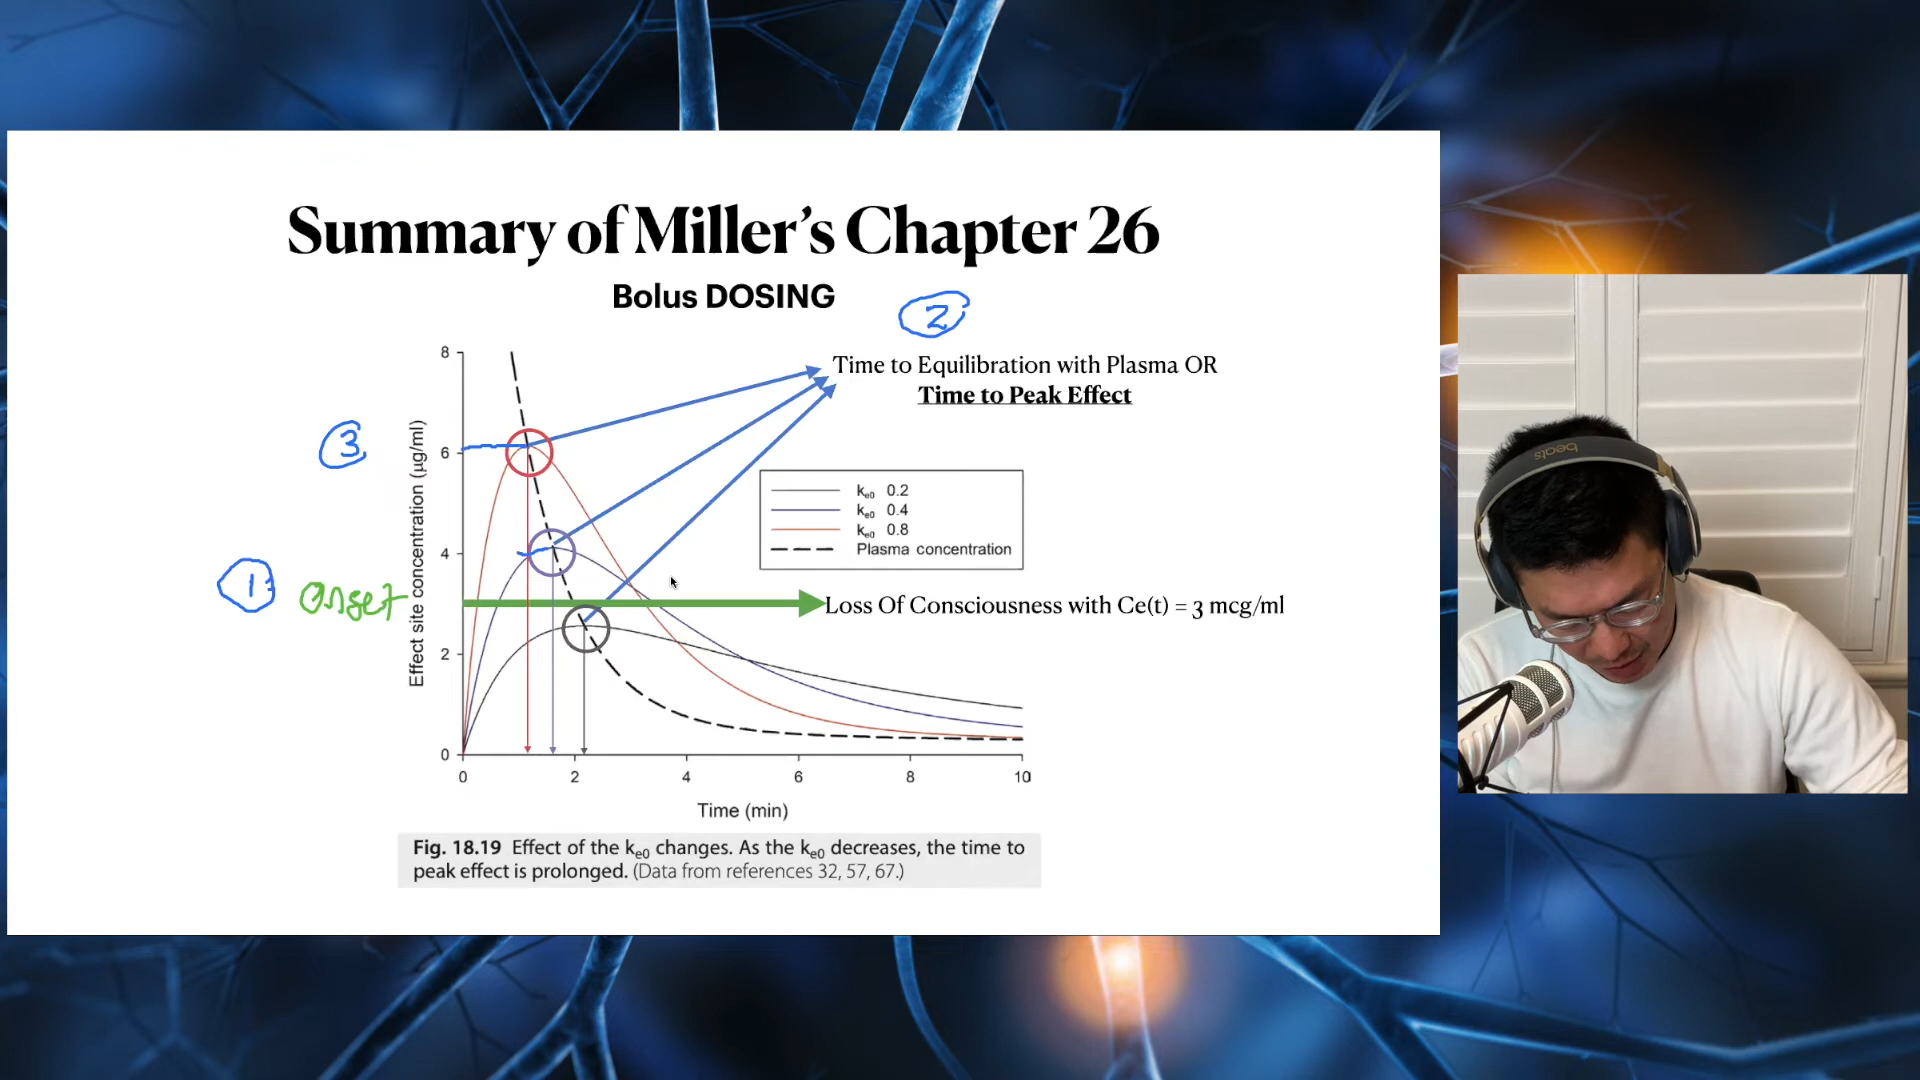 Summary of Miller's Chapter 26
Bolus DOSING
2
Time to Equilibration with Plasma OR
Time to Peak Effect
3
1
Onset
Effect site concentration (µg/ml)
8
6
4
2
0
ke0 0.2
ke0 0.4
ke0 0.8
Plasma concentration
Loss Of Consciousness with Ce(t) = 3 mcg/ml
0 2 4 6 8 10
Time (min)
Fig. 18.19 Effect of the ke0 changes. As the ke0 decreases, the time to
peak effect is prolonged. (Data from references 32, 57, 67.)
beats